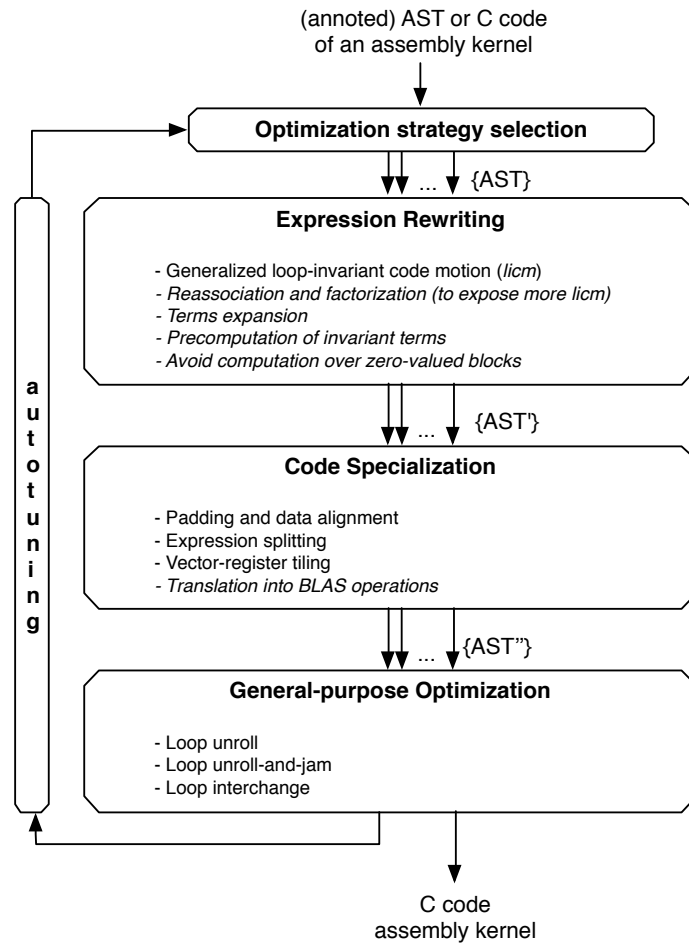 (annoted) AST or C code
of an assembly kernel
Optimization strategy selection
... {AST}
Expression Rewriting
- Generalized loop-invariant code motion (licm)
- Reassociation and factorization (to expose more licm)
- Terms expansion
- Precomputation of invariant terms
- Avoid computation over zero-valued blocks
autotuning
... {AST'}
Code Specialization
- Padding and data alignment
- Expression splitting
- Vector-register tiling
- Translation into BLAS operations
... {AST''}
General-purpose Optimization
- Loop unroll
- Loop unroll-and-jam
- Loop interchange
C code
assembly kernel